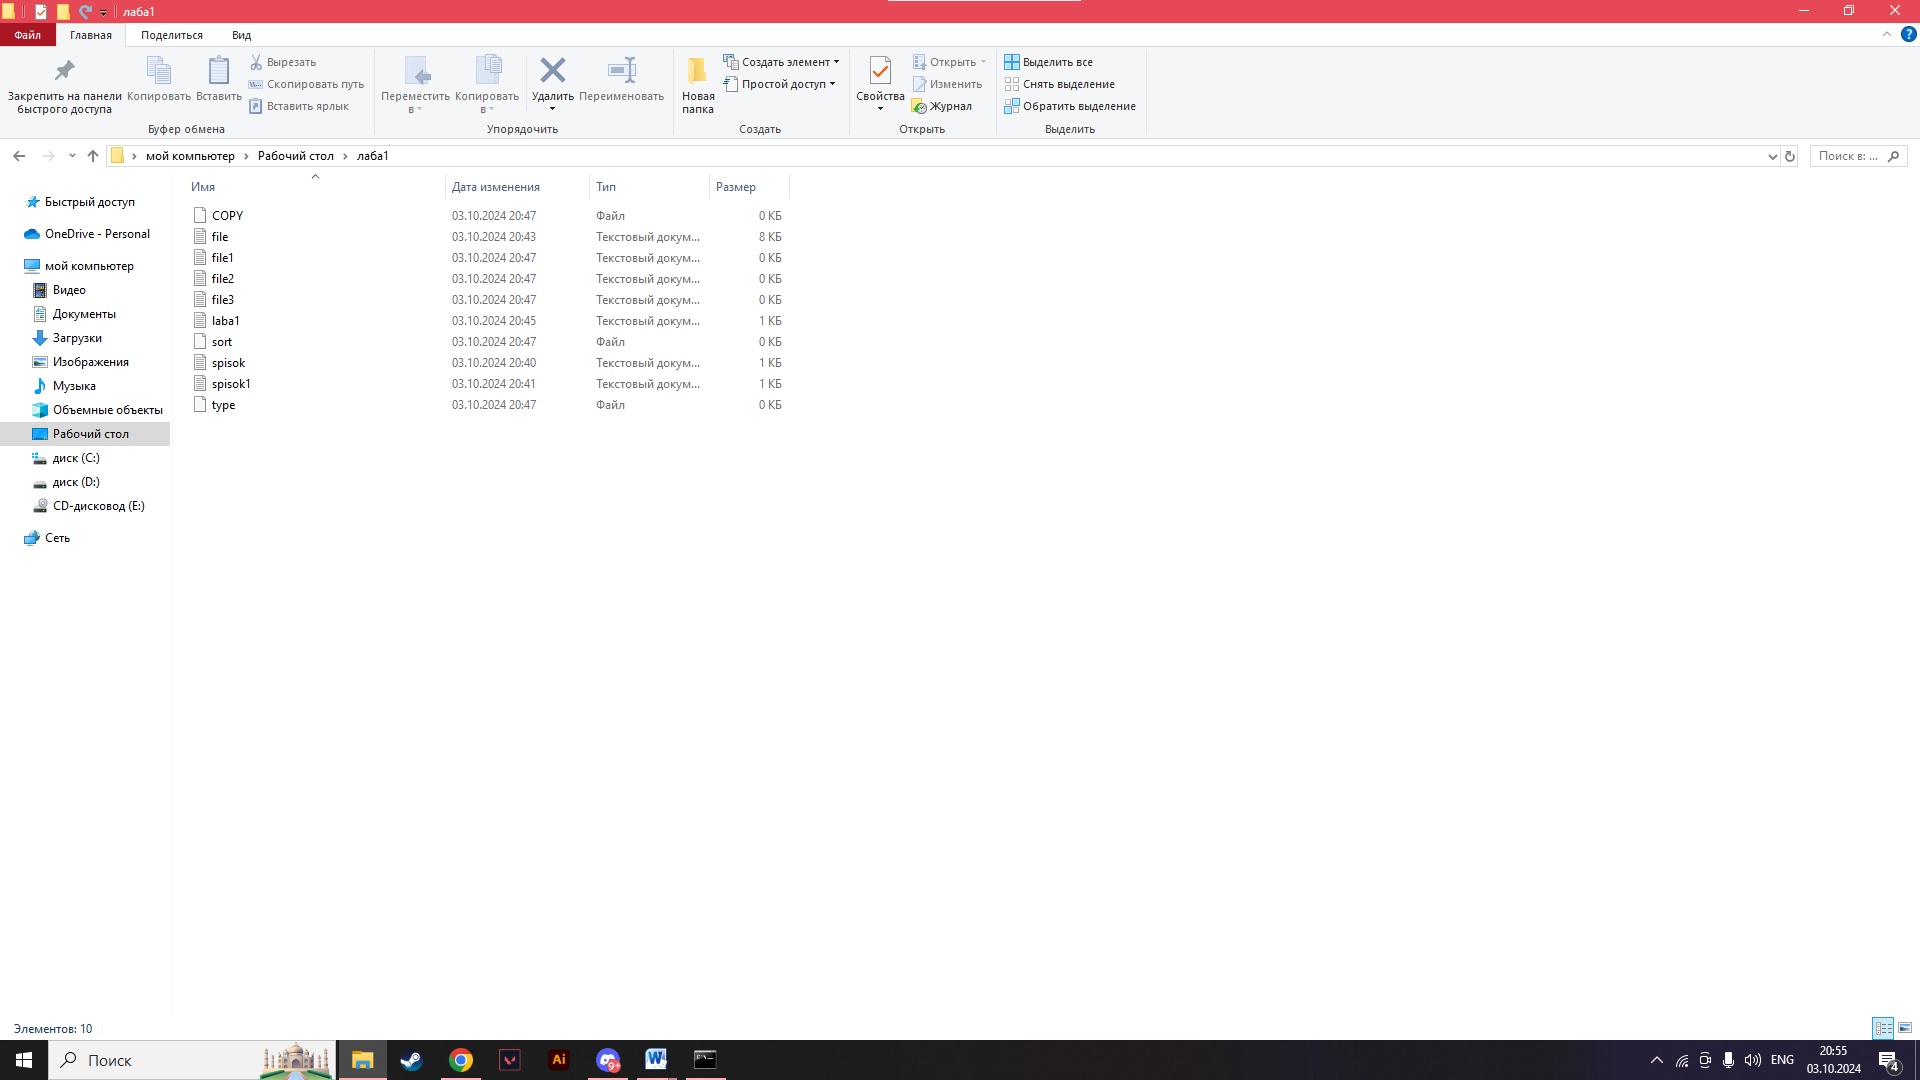 лаба1
Файл Главная Поделиться Вид
Закрепить на панели быстрого доступа
Копировать
Вставить
Вырезать
Скопировать путь
Вставить ярлык
Буфер обмена
Переместить в
Копировать в
Удалить
Переименовать
Упорядочить
Новая папка
Создать элемент
Простой доступ
Создать
Свойства
Открыть
Изменить
Журнал
Открыть
Выделить все
Снять выделение
Обратить выделение
Выделить
мой компьютер > Рабочий стол > лаба1
Поиск в: ...
Имя Дата изменения Тип Размер
COPY 03.10.2024 20:47 Файл 0 КБ
file 03.10.2024 20:43 Текстовый докум... 8 КБ
file1 03.10.2024 20:47 Текстовый докум... 0 КБ
file2 03.10.2024 20:47 Текстовый докум... 0 КБ
file3 03.10.2024 20:47 Текстовый докум... 0 КБ
laba1 03.10.2024 20:45 Текстовый докум... 1 КБ
sort 03.10.2024 20:47 Файл 0 КБ
spisok 03.10.2024 20:40 Текстовый докум... 1 КБ
spisok1 03.10.2024 20:41 Текстовый докум... 1 КБ
type 03.10.2024 20:47 Файл 0 КБ
Быстрый доступ
OneDrive - Personal
мой компьютер
Видео
Документы
Загрузки
Изображения
Музыка
Объемные объекты
Рабочий стол
диск (C:)
диск (D:)
CD-дисковод (E:)
Сеть
Элементов: 10
Поиск
Ai
9+
W
ENG
20:55
03.10.2024
4